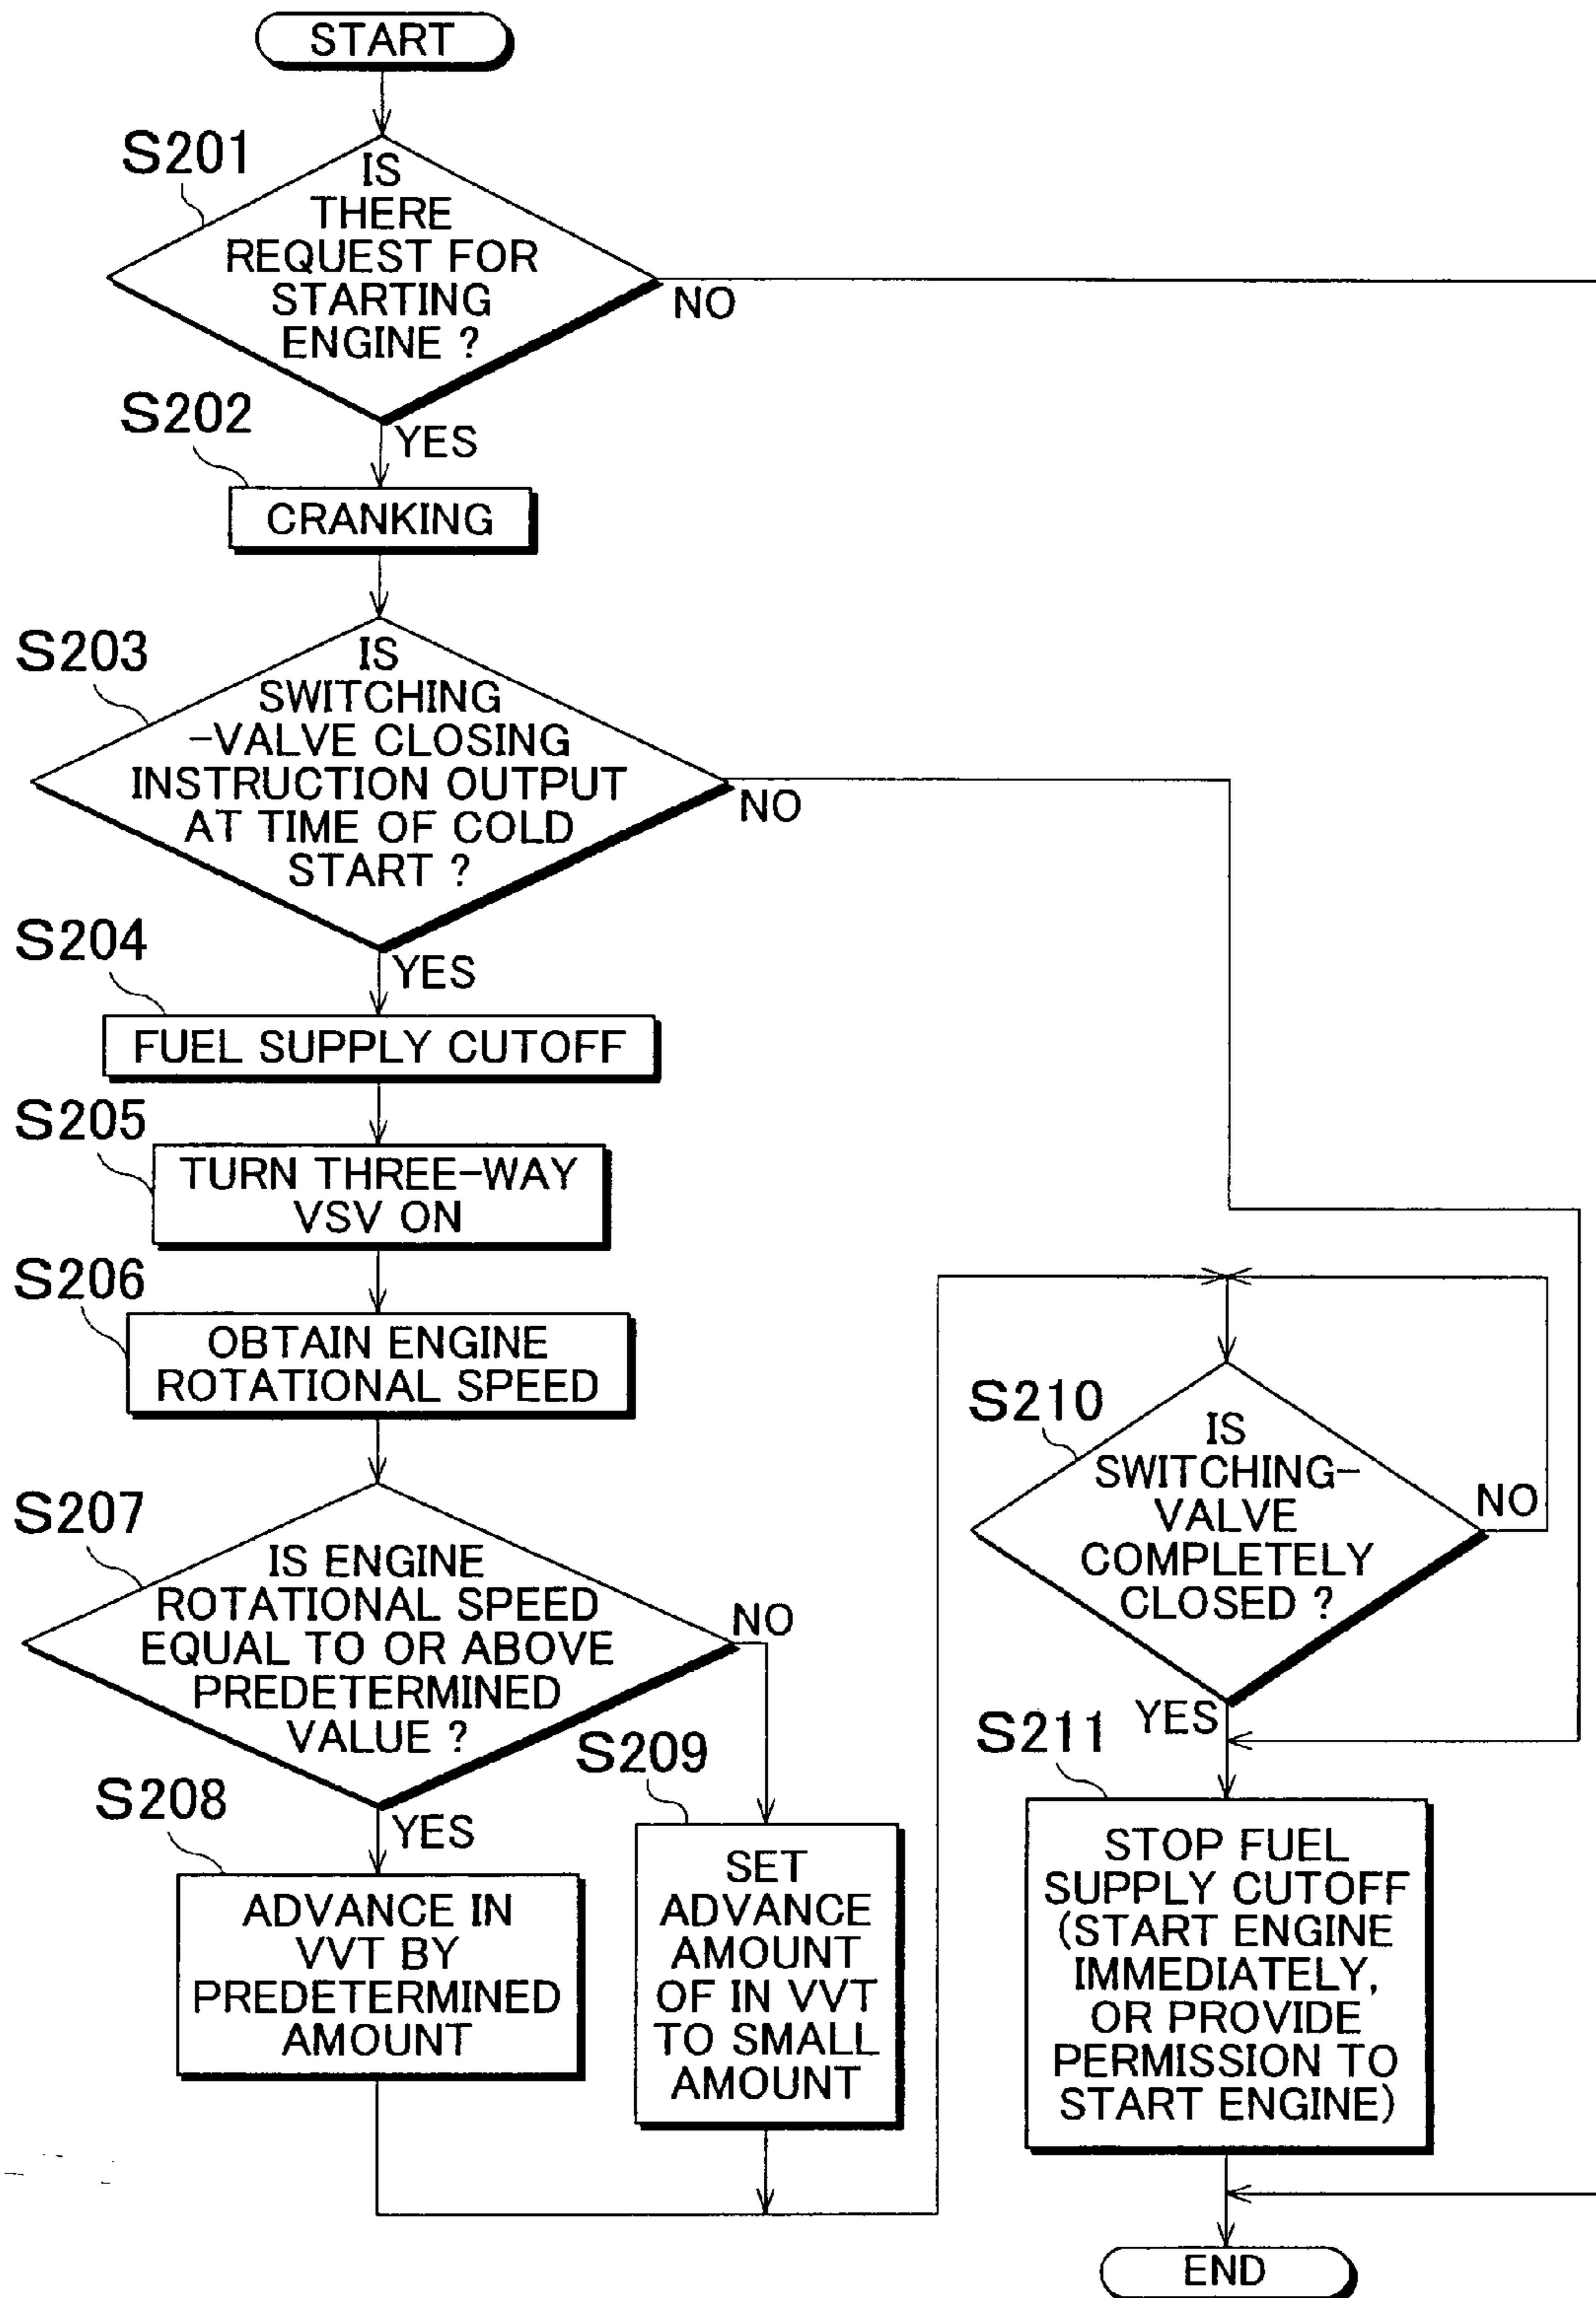 START
S201
IS
THERE
REQUEST FOR
STARTING
ENGINE ?
NO
YES
S202
CRANKING
S203
IS
SWITCHING
-VALVE CLOSING
INSTRUCTION OUTPUT
AT TIME OF COLD
START ?
NO
YES
S204
FUEL SUPPLY CUTOFF
S205
TURN THREE-WAY
VSV ON
S206
OBTAIN ENGINE
ROTATIONAL SPEED
S207
IS ENGINE
ROTATIONAL SPEED
EQUAL TO OR ABOVE
PREDETERMINED
VALUE ?
NO
YES
S208
ADVANCE IN
VVT BY
PREDETERMINED
AMOUNT
S209
SET
ADVANCE
AMOUNT
OF IN VVT
TO SMALL
AMOUNT
S210
IS
SWITCHING-
VALVE
COMPLETELY
CLOSED ?
NO
YES
S211
STOP FUEL
SUPPLY CUTOFF
(START ENGINE
IMMEDIATELY,
OR PROVIDE
PERMISSION TO
START ENGINE)
END